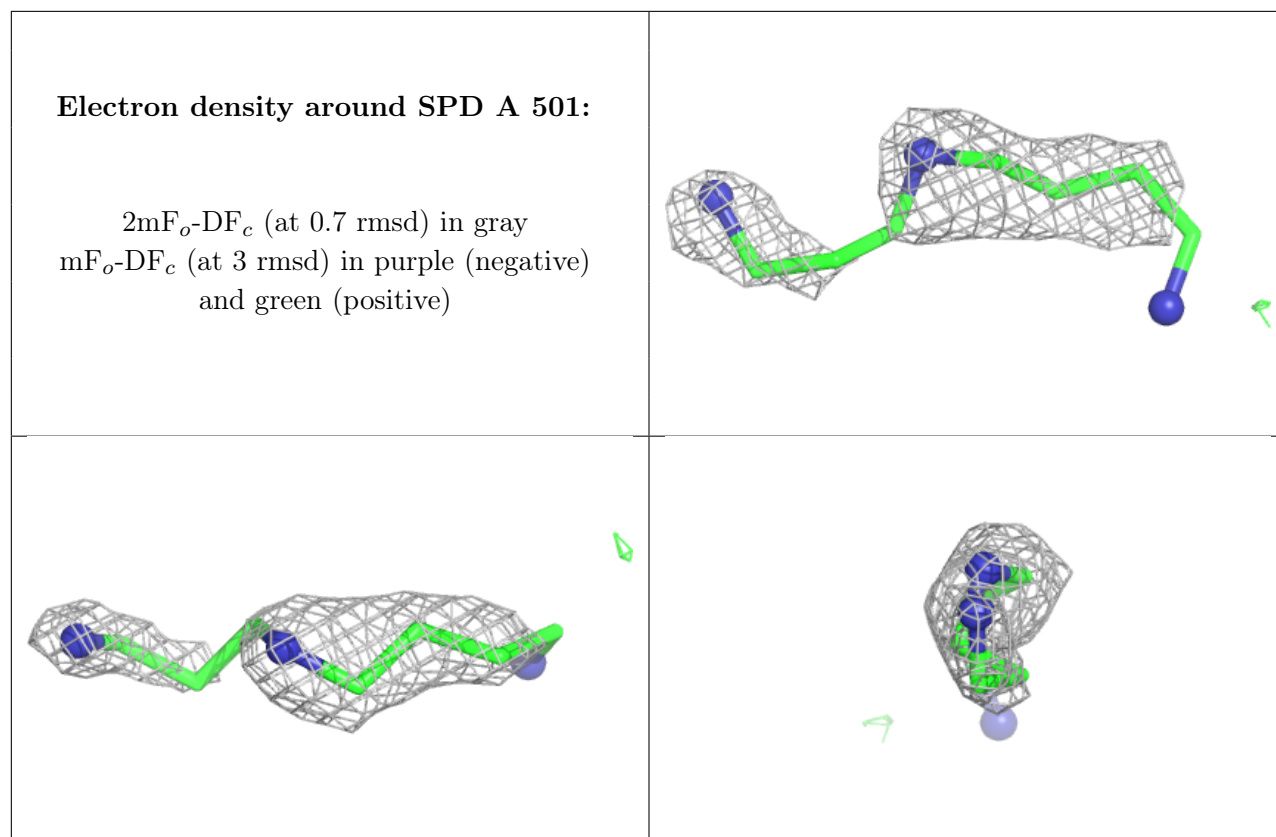 Electron density around SPD A 501:
2mFₒ-DF𝒸 (at 0.7 rmsd) in gray
mFₒ-DF𝒸 (at 3 rmsd) in purple (negative)
and green (positive)